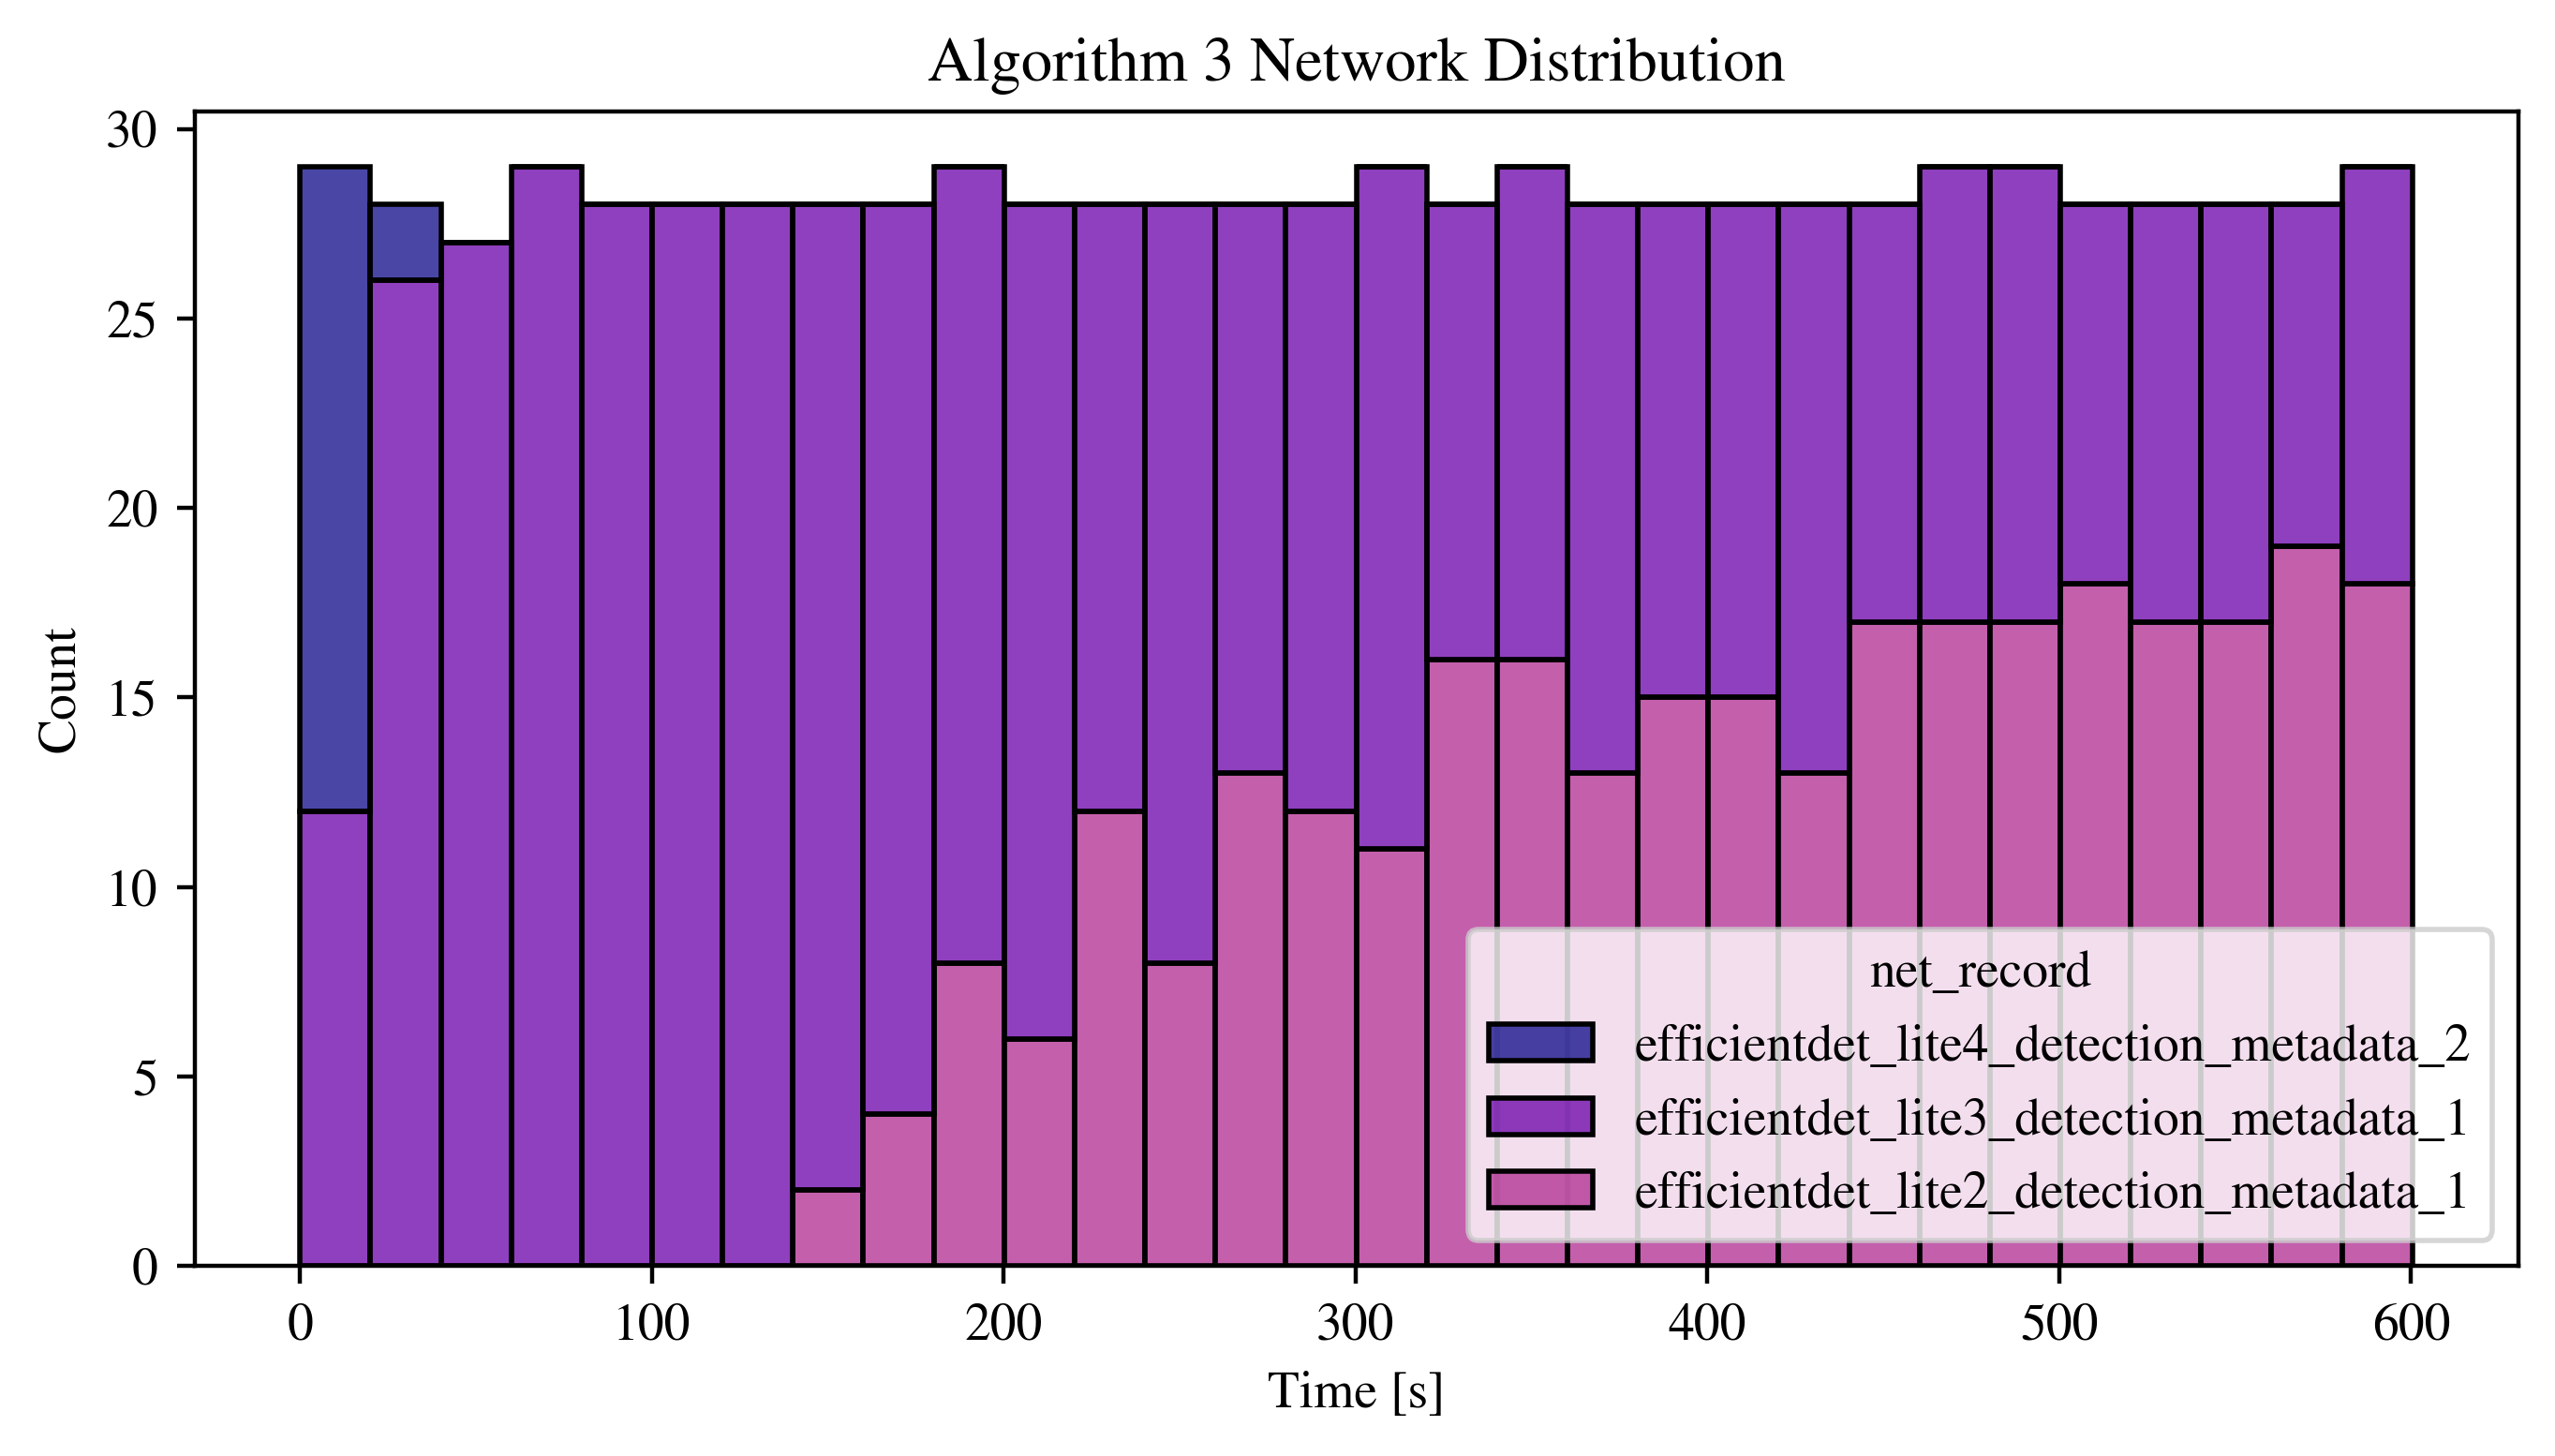 Algorithm 3 Network Distribution
30
25
20
15
10
5
0
Count
0 100 200 300 400 500 600
Time [s]
net_record
efficientdet_lite4_detection_metadata_2
efficientdet_lite3_detection_metadata_1
efficientdet_lite2_detection_metadata_1